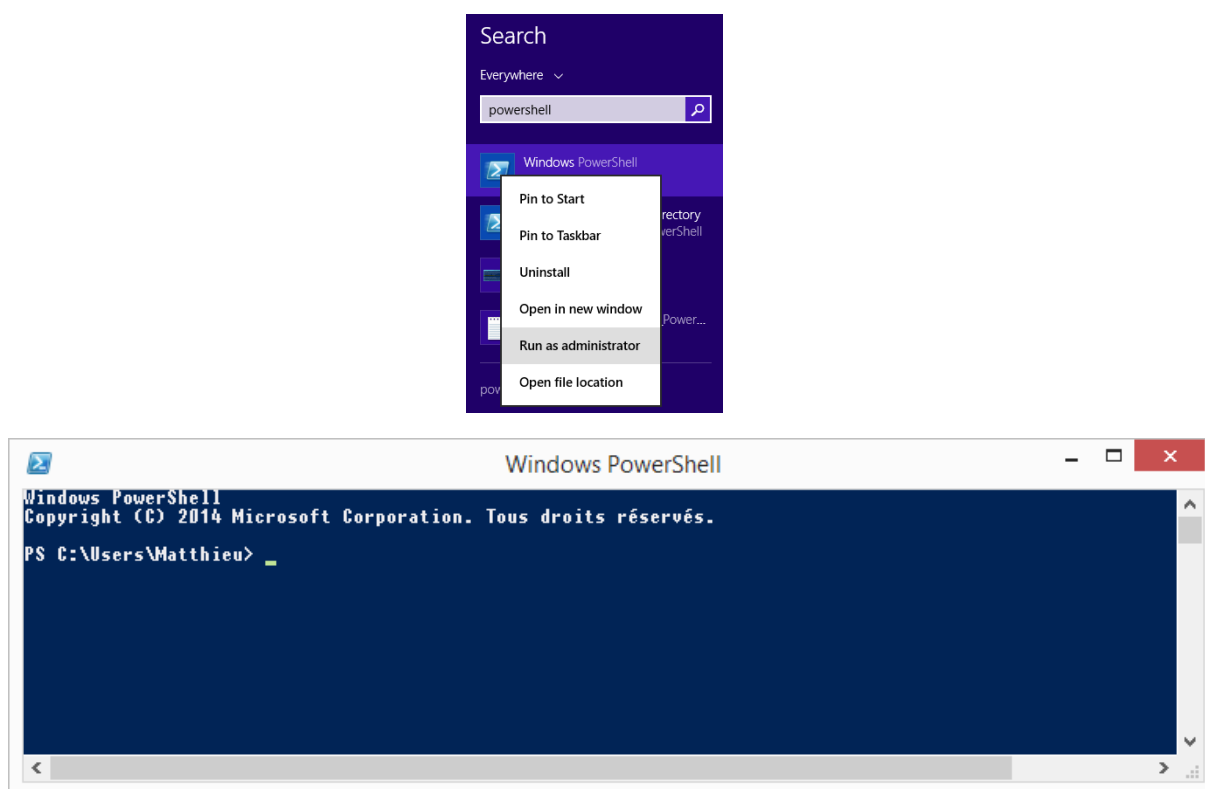 Search
Everywhere
powershell
Windows PowerShell
Pin to Start
rectory
Pin to Taskbar
verShell
Uninstall
Open in new window
Power...
Run as administrator
Open file location
pow
Windows PowerShell
Windows PowerShell
Copyright (C) 2014 Microsoft Corporation. Tous droits réservés.
PS C:\Users\Matthieu> _